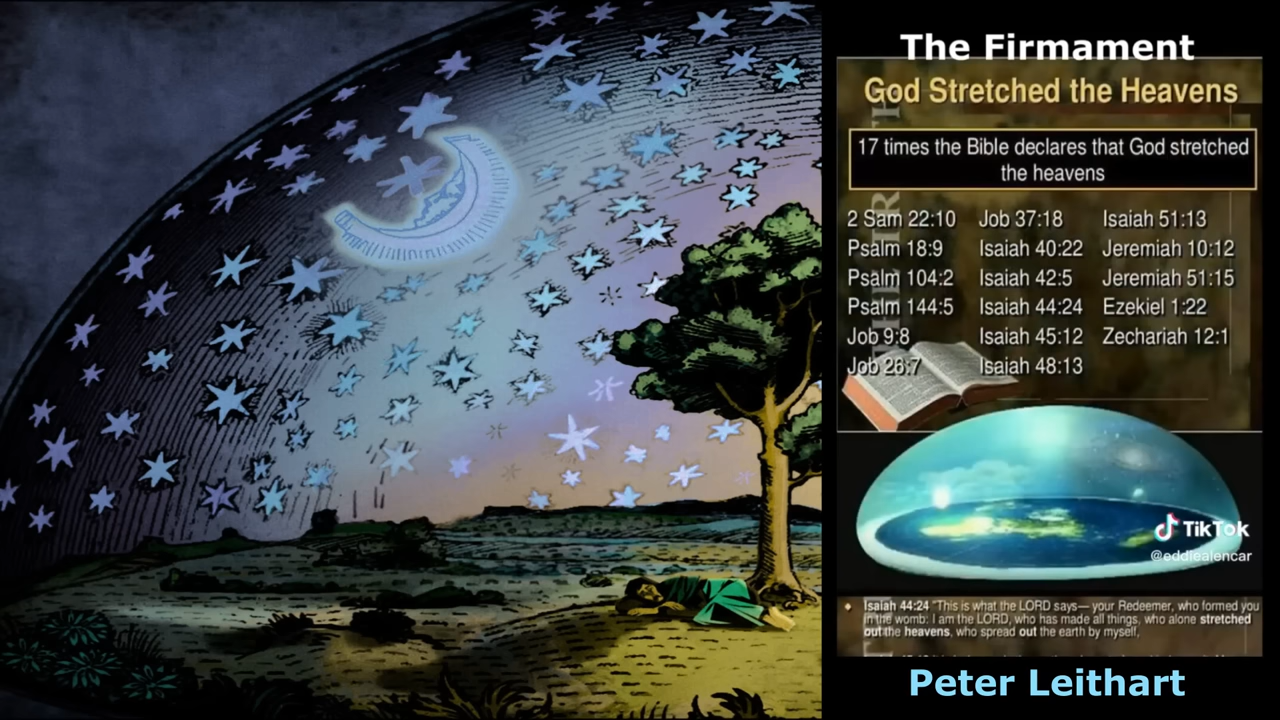 The Firmament
God Stretched the Heavens
17 times the Bible declares that God stretched
the heavens
2 Sam 22:10 Job 37:18 Isaiah 51:13
Psalm 18:9 Isaiah 40:22 Jeremiah 10:12
Psalm 104:2 Isaiah 42:5 Jeremiah 51:15
Psalm 144:5 Isaiah 44:24 Ezekiel 1:22
Job 9:8 Isaiah 45:12 Zechariah 12:1
Job 26:7 Isaiah 48:13
TikTok
@eddiealencar
Isaiah 44:24 "This is what the LORD says— your Redeemer, who formed you
in the womb: I am the LORD, who has made all things, who alone stretched
out the heavens, who spread out the earth by myself,
Peter Leithart